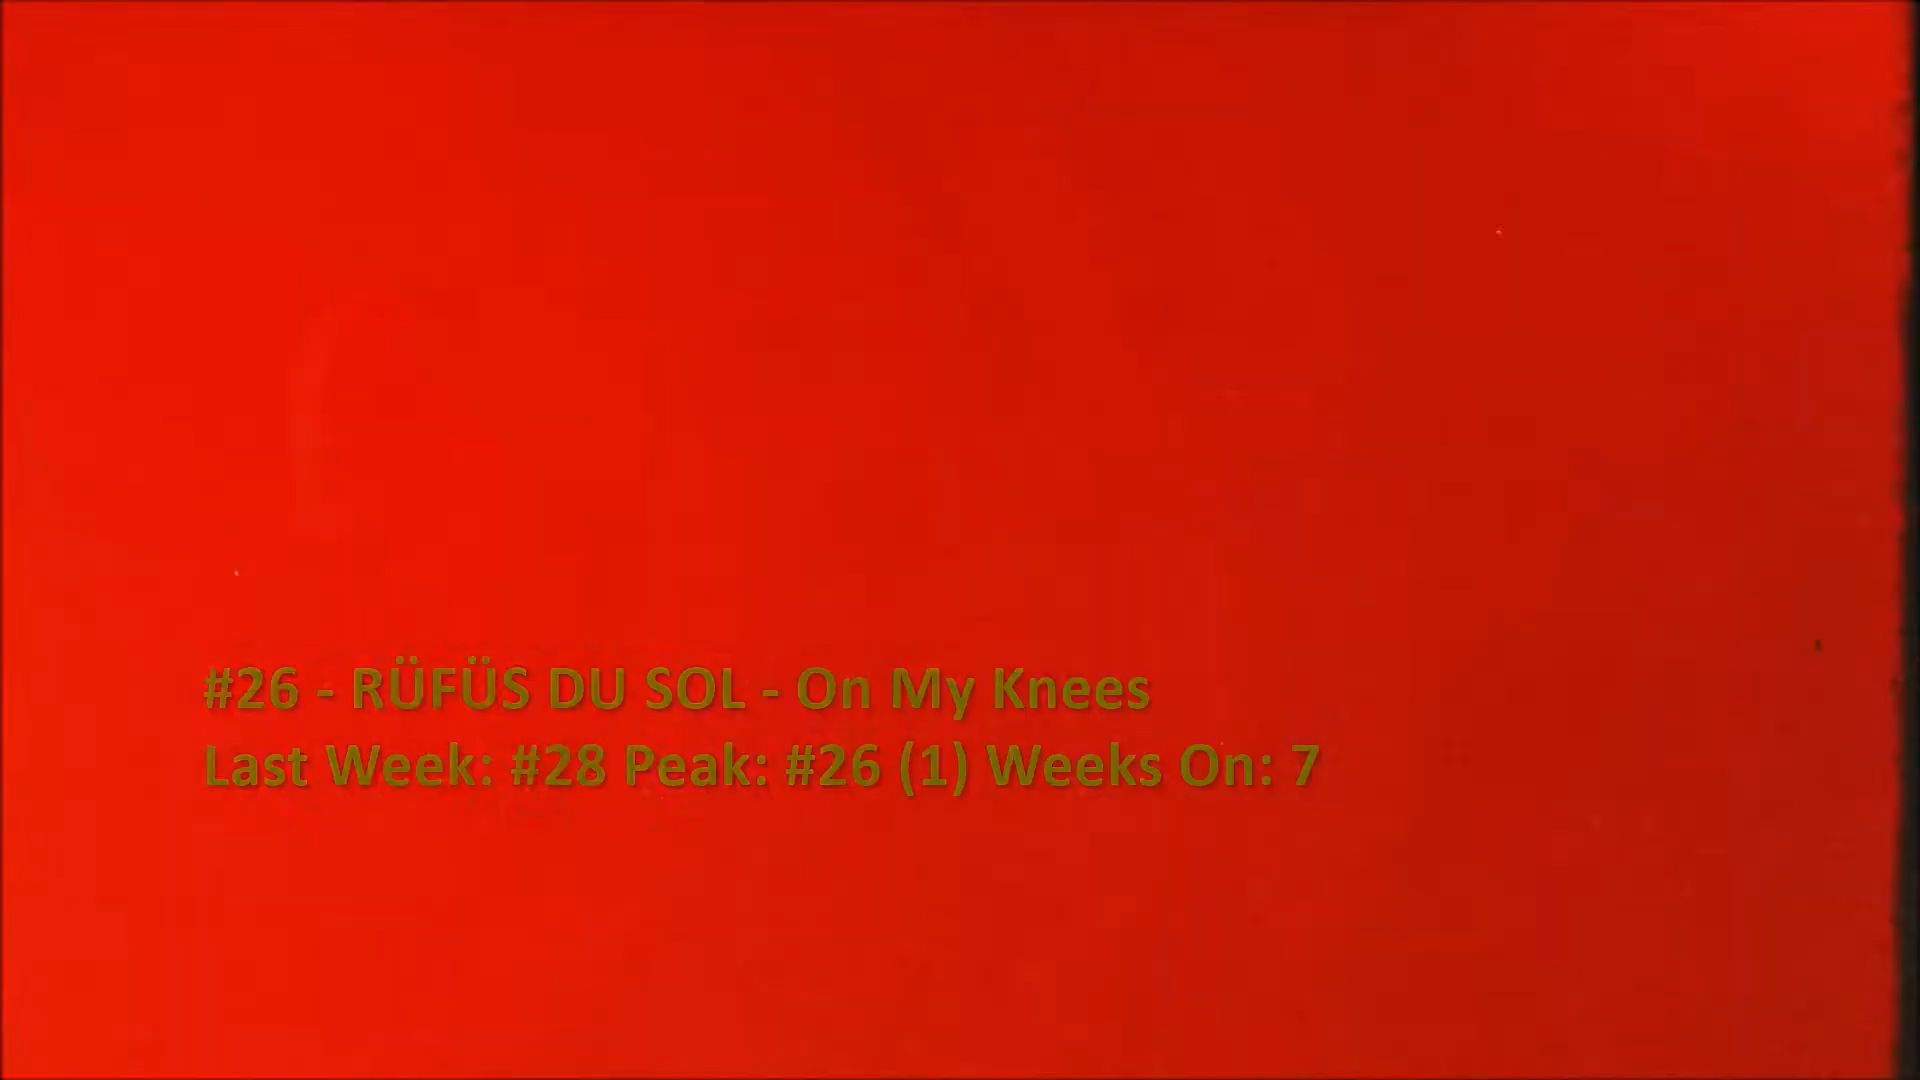 #26 - RÜFÜS DU SOL - On My Knees
Last Week: #28 Peak: #26 (1) Weeks On: 7